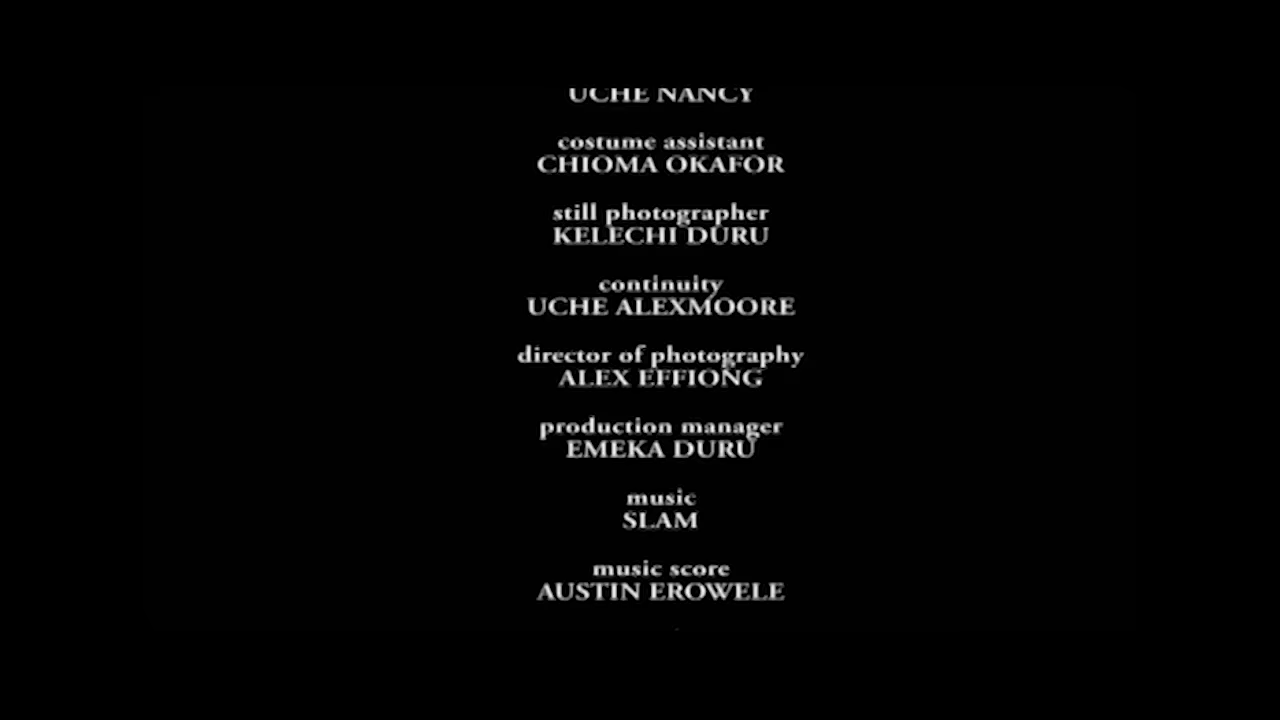 UCHE NANCY
costume assistant
CHIOMA OKAFOR
still photographer
KELECHI DURU
continuity
UCHE ALEXMOORE
director of photography
ALEX EFFIONG
production manager
EMEKA DURU
music
SLAM
music score
AUSTIN EROWELE